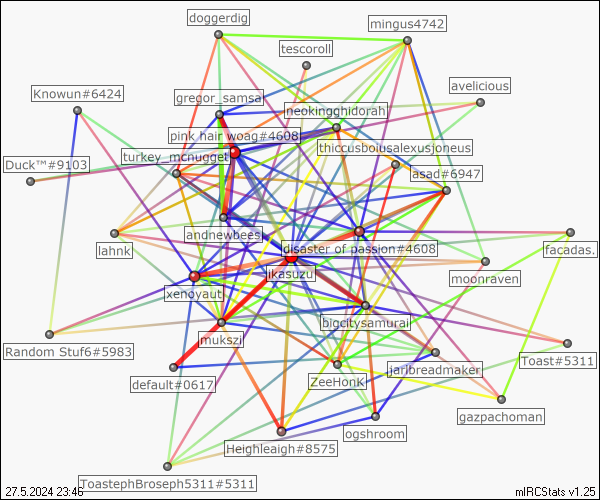 doggerdig
mingus4742
tescoroll
avelicious
Knowun#6424
gregor_samsa
neokingghidorah
pink hair woag#4608
thiccusboiusalexusjoneus
turkey_mcnugget
Duck™#9103
asad#6947
andnewbees
disaster of passion#4608
lahnk
facadas.
ikasuzu
moonraven
xenoyaut
bigcitysamurai
mukszi
Random Stuf6#5983
Toast#5311
jarlbreadmaker
default#0617
ZeeHonK
gazpachoman
ogshroom
Heighleaigh#8575
ToastephBroseph5311#5311
27.5.2024 23:46
mIRCStats v1.25